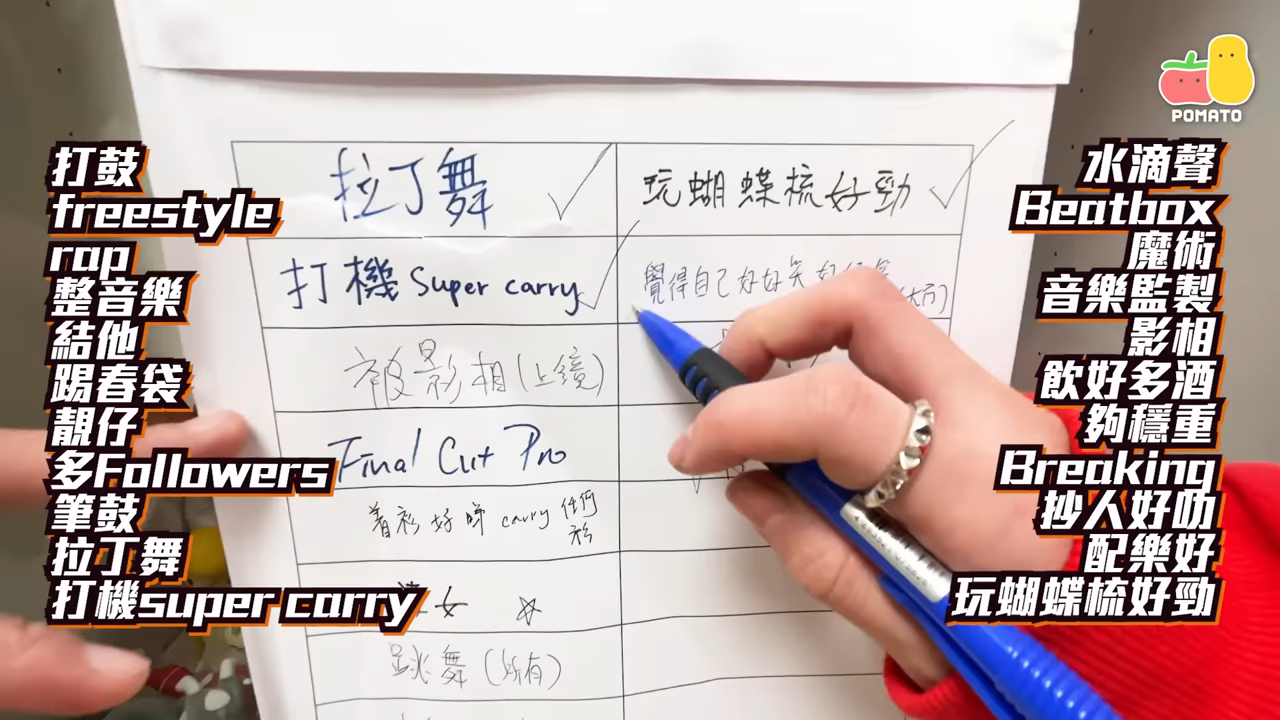 POMATO
打鼓
freestyle
rap
整音樂
結他
踢春袋
靚仔
多Followers
筆鼓
拉丁舞
打機super carry
水滴聲
Beatbox
魔術
音樂監製
影相
飲好多酒
夠穩重
Breaking
抄人好叻
配樂好
玩蝴蝶梳好勁
拉丁舞
玩蝴蝶梳好勁
打機 Super carry
覺得自己好好笑
被影相(上鏡)
Final Cut Pro
着衫好睇 carry 任何衫
女
跳舞(所有)